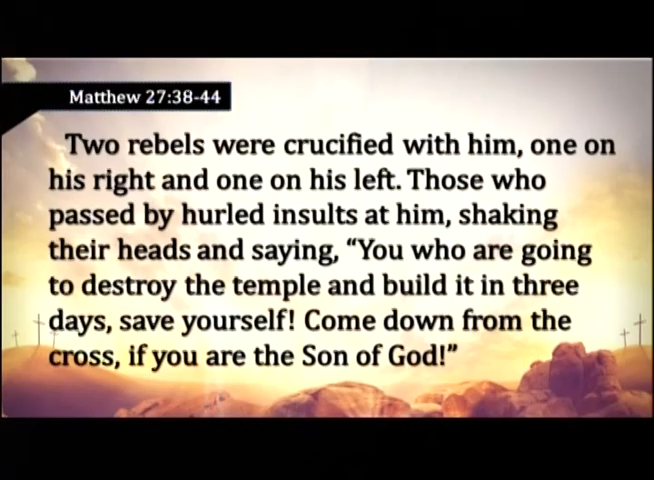 Matthew 27:38-44
Two rebels were crucified with him, one on
his right and one on his left. Those who
passed by hurled insults at him, shaking
their heads and saying, “You who are going
to destroy the temple and build it in three
days, save yourself! Come down from the
cross, if you are the Son of God!”